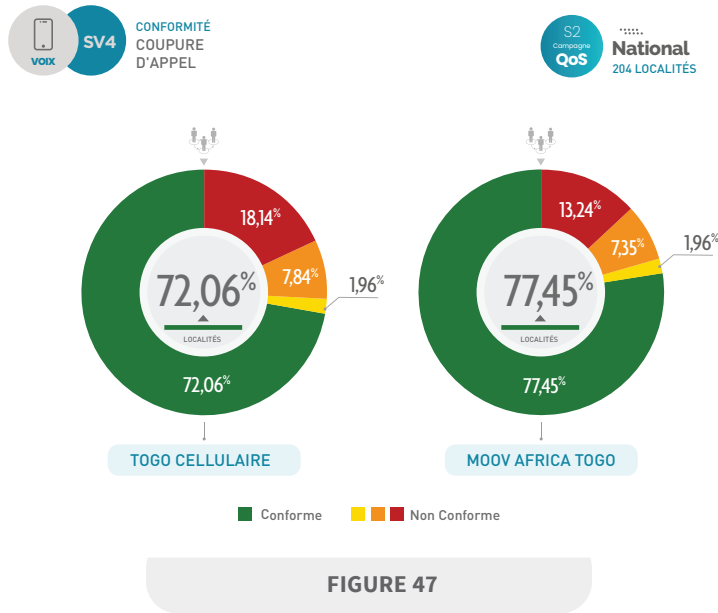 VOIX
SV4
CONFORMITÉ
COUPURE
D'APPEL
S2
Campagne
QoS
National
204 LOCALITÉS
18,14%
7,84%
1,96%
72,06%
LOCALITÉS
72,06%
TOGO CELLULAIRE
13,24%
7,35%
1,96%
77,45%
LOCALITÉS
77,45%
MOOV AFRICA TOGO
Conforme
Non Conforme
FIGURE 47